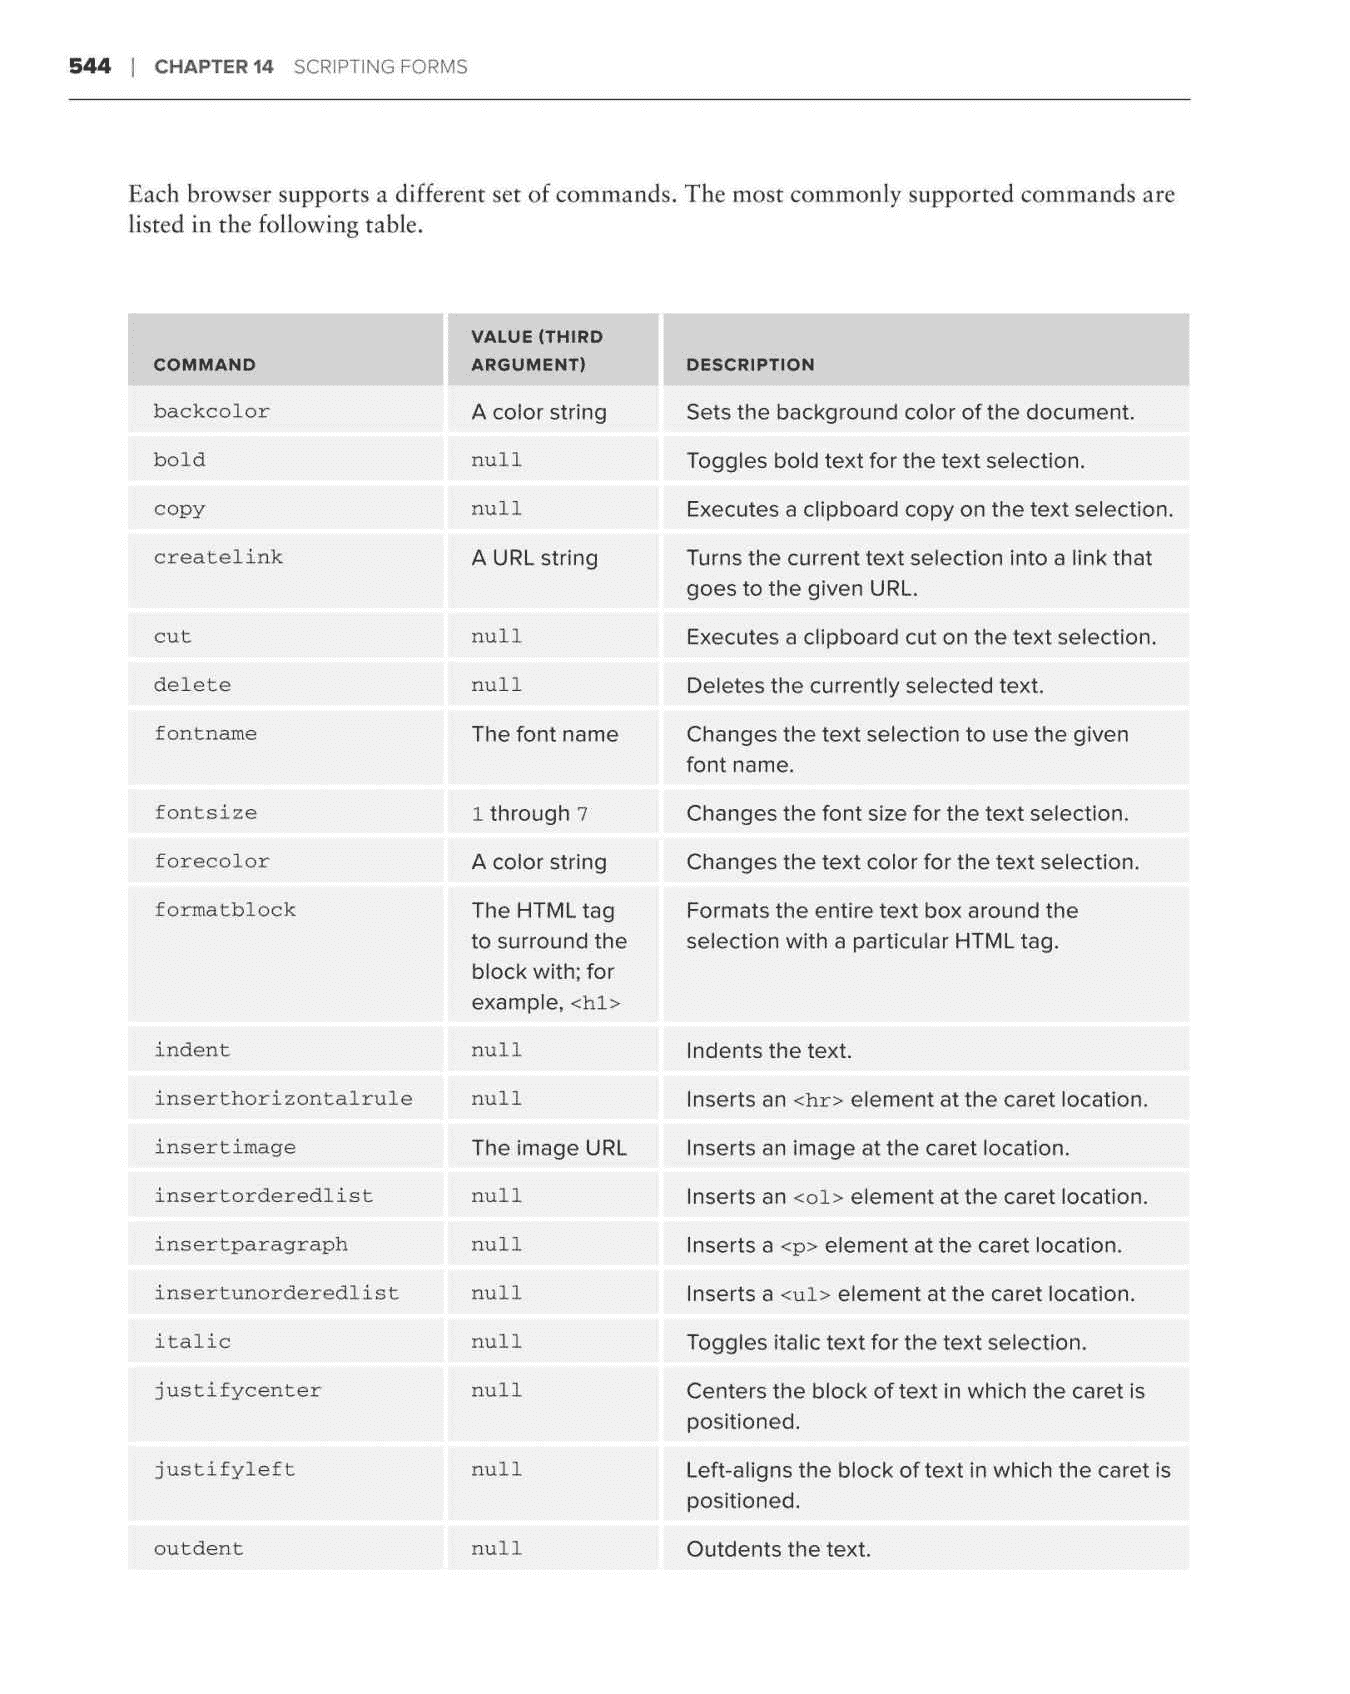 544 | CHAPTER 14 SCRIPTING FORMS
Each browser supports a different set of commands. The most commonly supported commands are
listed in the following table.
COMMAND VALUE (THIRD ARGUMENT) DESCRIPTION
backcolor A color string Sets the background color of the document.
bold null Toggles bold text for the text selection.
copy null Executes a clipboard copy on the text selection.
createlink A URL string Turns the current text selection into a link that
goes to the given URL.
cut null Executes a clipboard cut on the text selection.
delete null Deletes the currently selected text.
fontname The font name Changes the text selection to use the given
font name.
fontsize 1 through 7 Changes the font size for the text selection.
forecolor A color string Changes the text color for the text selection.
formatblock The HTML tag Formats the entire text box around the
to surround the selection with a particular HTML tag.
block with; for
example, <h1>
indent null Indents the text.
inserthorizontalrule null Inserts an <hr> element at the caret location.
insertimage The image URL Inserts an image at the caret location.
insertorderedlist null Inserts an <ol> element at the caret location.
insertparagraph null Inserts a <p> element at the caret location.
insertunorderedlist null Inserts a <ul> element at the caret location.
italic null Toggles italic text for the text selection.
justifycenter null Centers the block of text in which the caret is
positioned.
justifyleft null Left-aligns the block of text in which the caret is
positioned.
outdent null Outdents the text.